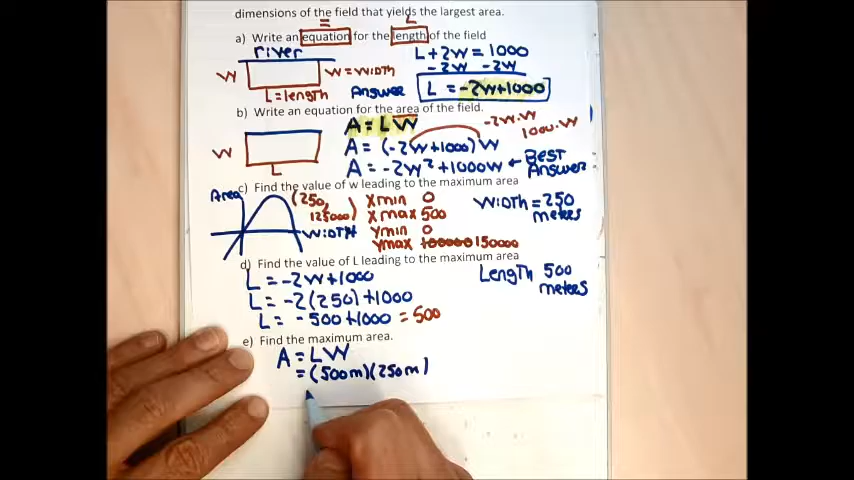 dimensions of the field that yields the largest area.
= L
a) Write an equation for the length of the field
river
L+2W = 1000
-2W -2W
W W = WIDTH
L = length
Answer L = -2W+1000
b) Write an equation for the area of the field.
A = LW
-2W·W
1000·W
W
L
A = (-2W+1000)W
A = -2W² + 1000W ← BEST Answer
c) Find the value of w leading to the maximum area
Area
(250, 125000)
WIDTH
Xmin 0
Xmax 500
Ymin 0
Ymax 100000 150000
WIDTH = 250
meters
d) Find the value of L leading to the maximum area
L = -2W+1000
L = -2(250)+1000
L = -500+1000 = 500
Length 500
meters
e) Find the maximum area.
A = LW
= (500m)(250m)